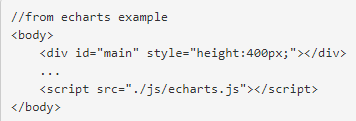 //from echarts example
<body>
    <div id="main" style="height:400px;"></div>
    ...
    <script src="./js/echarts.js"></script>
</body>